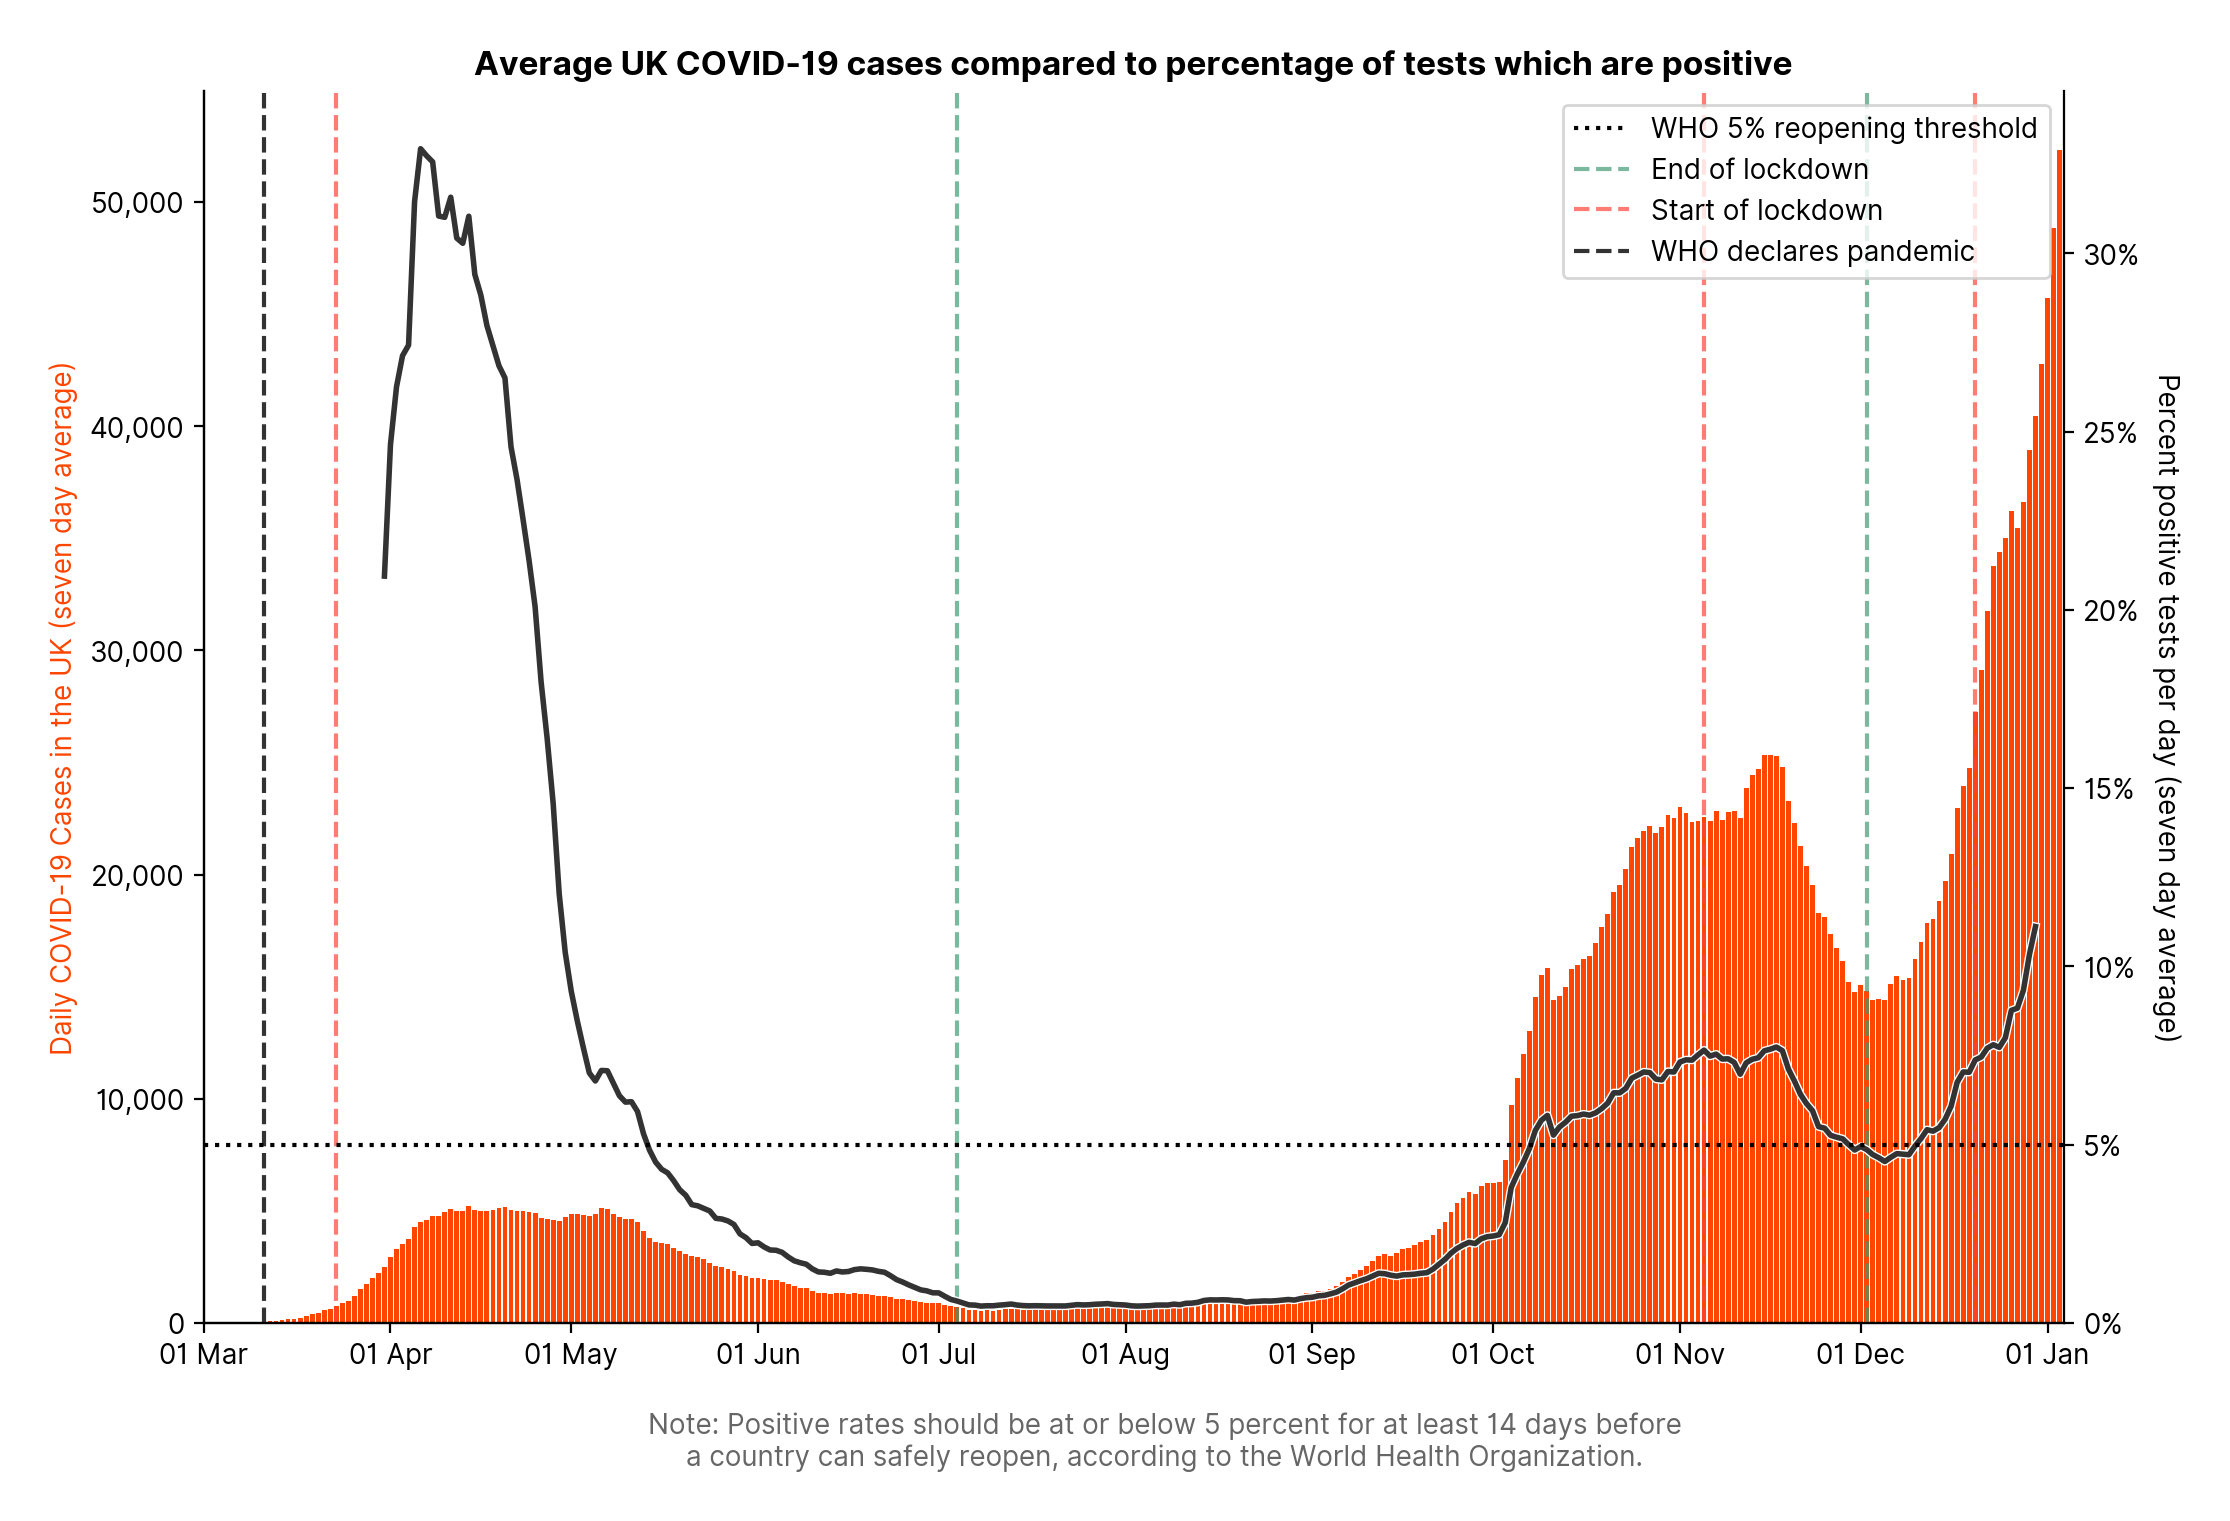 Average UK COVID-19 cases compared to percentage of tests which are positive
WHO 5% reopening threshold
End of lockdown
Start of lockdown
WHO declares pandemic
Daily COVID-19 Cases in the UK (seven day average)
50,000
40,000
30,000
20,000
10,000
0
30%
25%
20%
15%
10%
5%
0%
Percent positive tests per day (seven day average)
01 Mar
01 Apr
01 May
01 Jun
01 Jul
01 Aug
01 Sep
01 Oct
01 Nov
01 Dec
01 Jan
Note: Positive rates should be at or below 5 percent for at least 14 days before
a country can safely reopen, according to the World Health Organization.